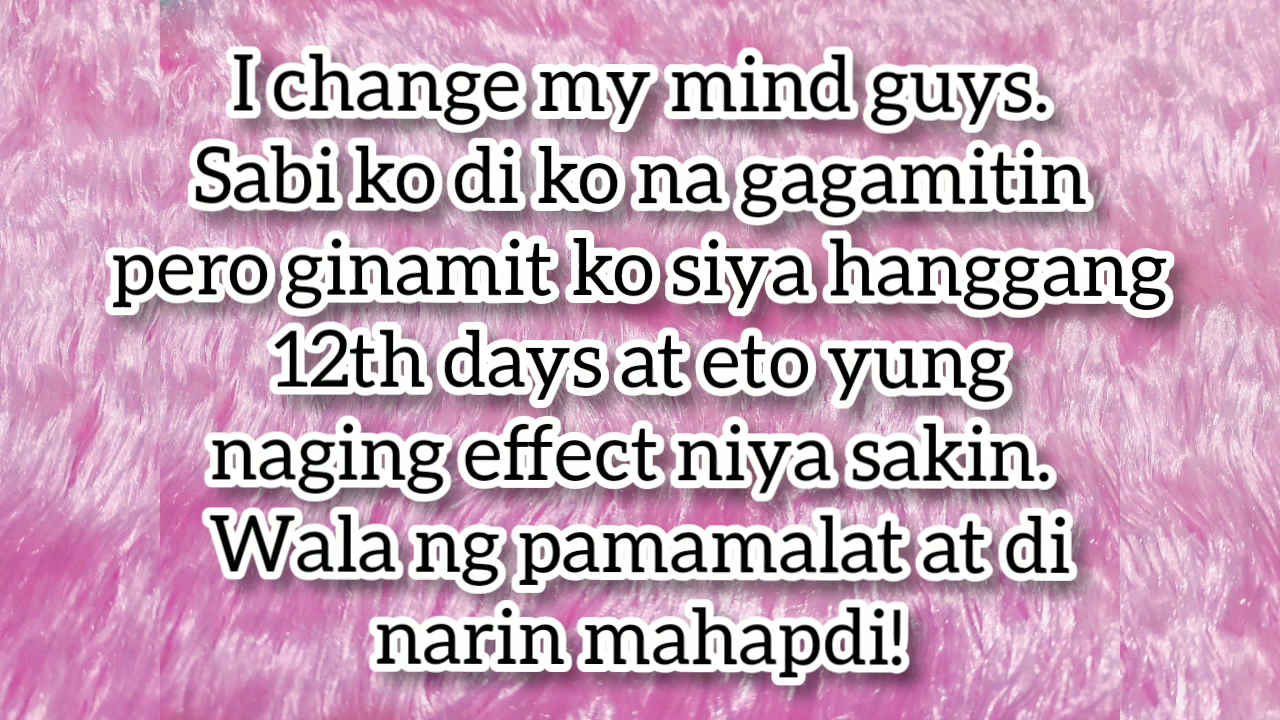 I change my mind guys.
Sabi ko di ko na gagamitin
pero ginamit ko siya hanggang
12th days at eto yung
naging effect niya sakin.
Wala ng pamamalat at di
narin mahapdi!